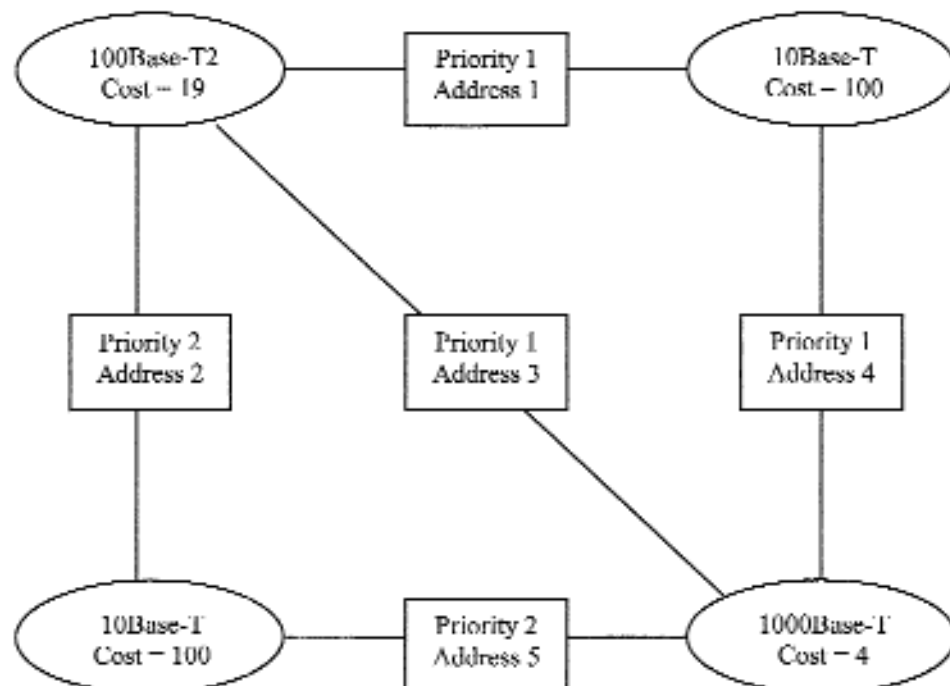 100Base-T2
Cost – 19
Priority 1
Address 1
10Base-T
Cost – 100
Priority 2
Address 2
Priority 1
Address 3
Priority 1
Address 4
10Base-T
Cost – 100
Priority 2
Address 5
1000Base-T
Cost – 4